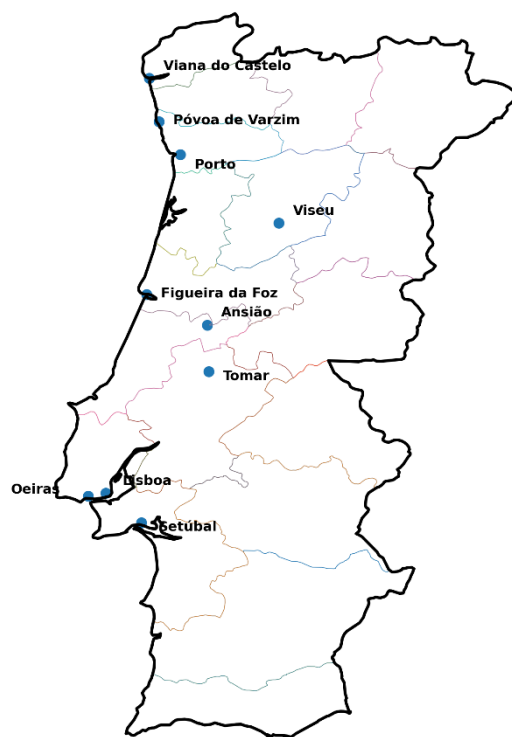 Viana do Castelo
Póvoa de Varzim
Porto
Viseu
Figueira da Foz
Ansião
Tomar
Lisboa
Oeiras
Setúbal